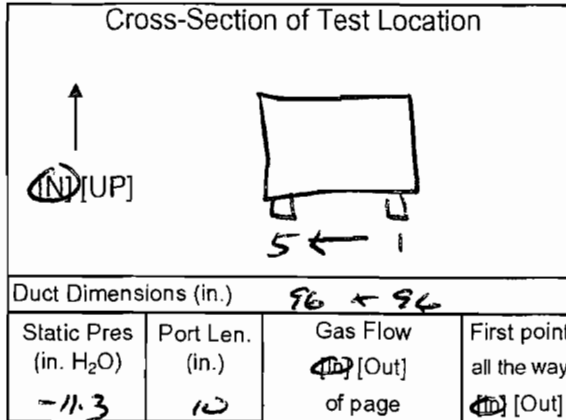 Cross-Section of Test Location
[IN] [UP]
5 ← 1
Duct Dimensions (in.) 96 × 96
Static Pres (in. H₂O) -11.3
Port Len. (in.) 10
Gas Flow [In] [Out] of page
First point all the way [In] [Out]